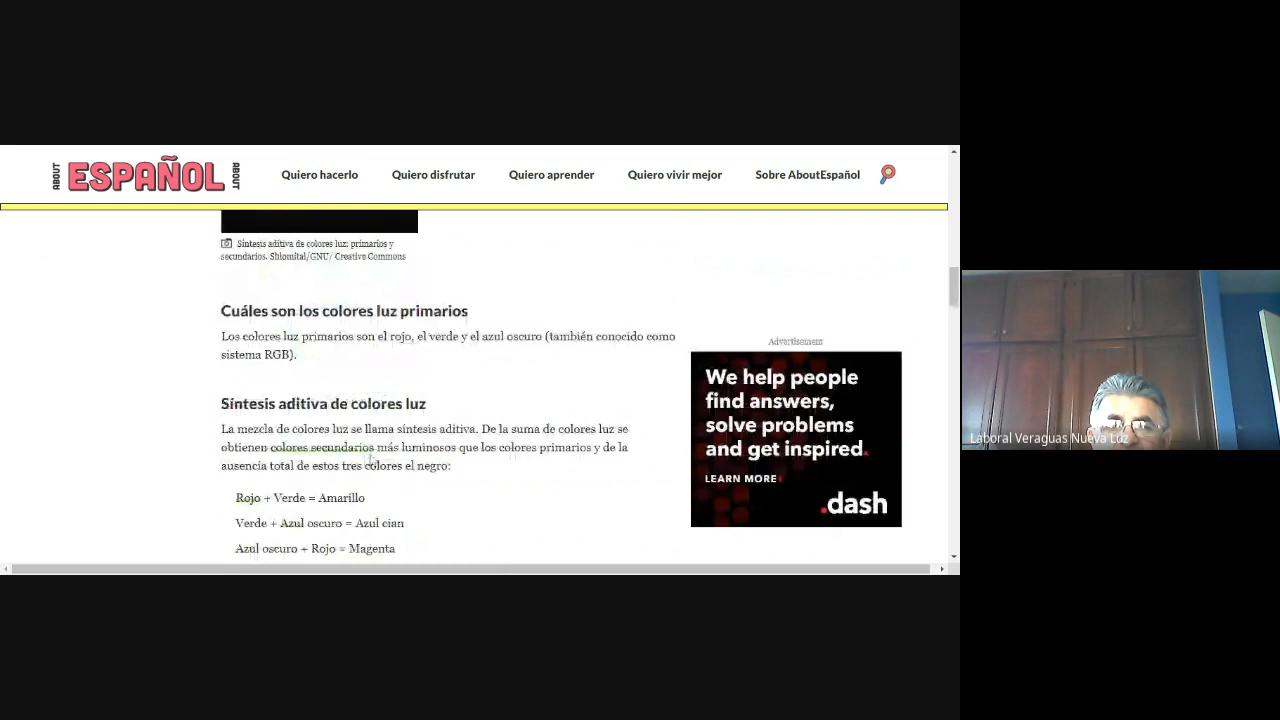 ABOUT ESPAÑOL ABOUT
Quiero hacerlo Quiero disfrutar Quiero aprender Quiero vivir mejor Sobre AboutEspañol
Síntesis aditiva de colores luz: primarios y
secundarios. Shlomital/GNU/ Creative Commons
Cuáles son los colores luz primarios
Los colores luz primarios son el rojo, el verde y el azul oscuro (también conocido como
sistema RGB).
Síntesis aditiva de colores luz
La mezcla de colores luz se llama síntesis aditiva. De la suma de colores luz se
obtienen colores secundarios más luminosos que los colores primarios y de la
ausencia total de estos tres colores el negro:
Rojo + Verde = Amarillo
Verde + Azul oscuro = Azul cian
Azul oscuro + Rojo = Magenta
Advertisement
We help people
find answers,
solve problems
and get inspired.
LEARN MORE
.dash
Laboral Veraguas Nueva Luz